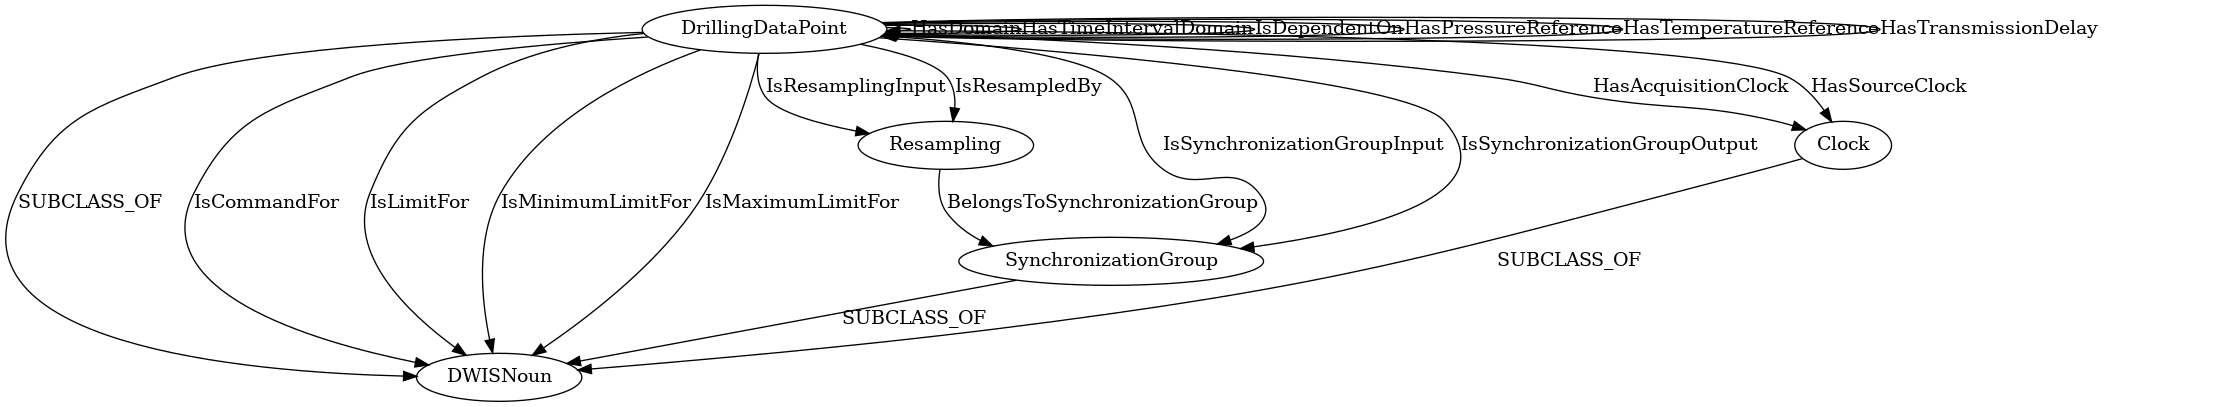 DrillingDataPoint
HasDomain
HasTimeIntervalDomain
IsDependentOn
HasPressureReference
HasTemperatureReference
HasTransmissionDelay
IsResamplingInput
IsResampledBy
HasAcquisitionClock
HasSourceClock
Resampling
IsSynchronizationGroupInput
IsSynchronizationGroupOutput
Clock
SUBCLASS_OF
IsCommandFor
IsLimitFor
IsMinimumLimitFor
IsMaximumLimitFor
BelongsToSynchronizationGroup
SynchronizationGroup
SUBCLASS_OF
SUBCLASS_OF
DWISNoun